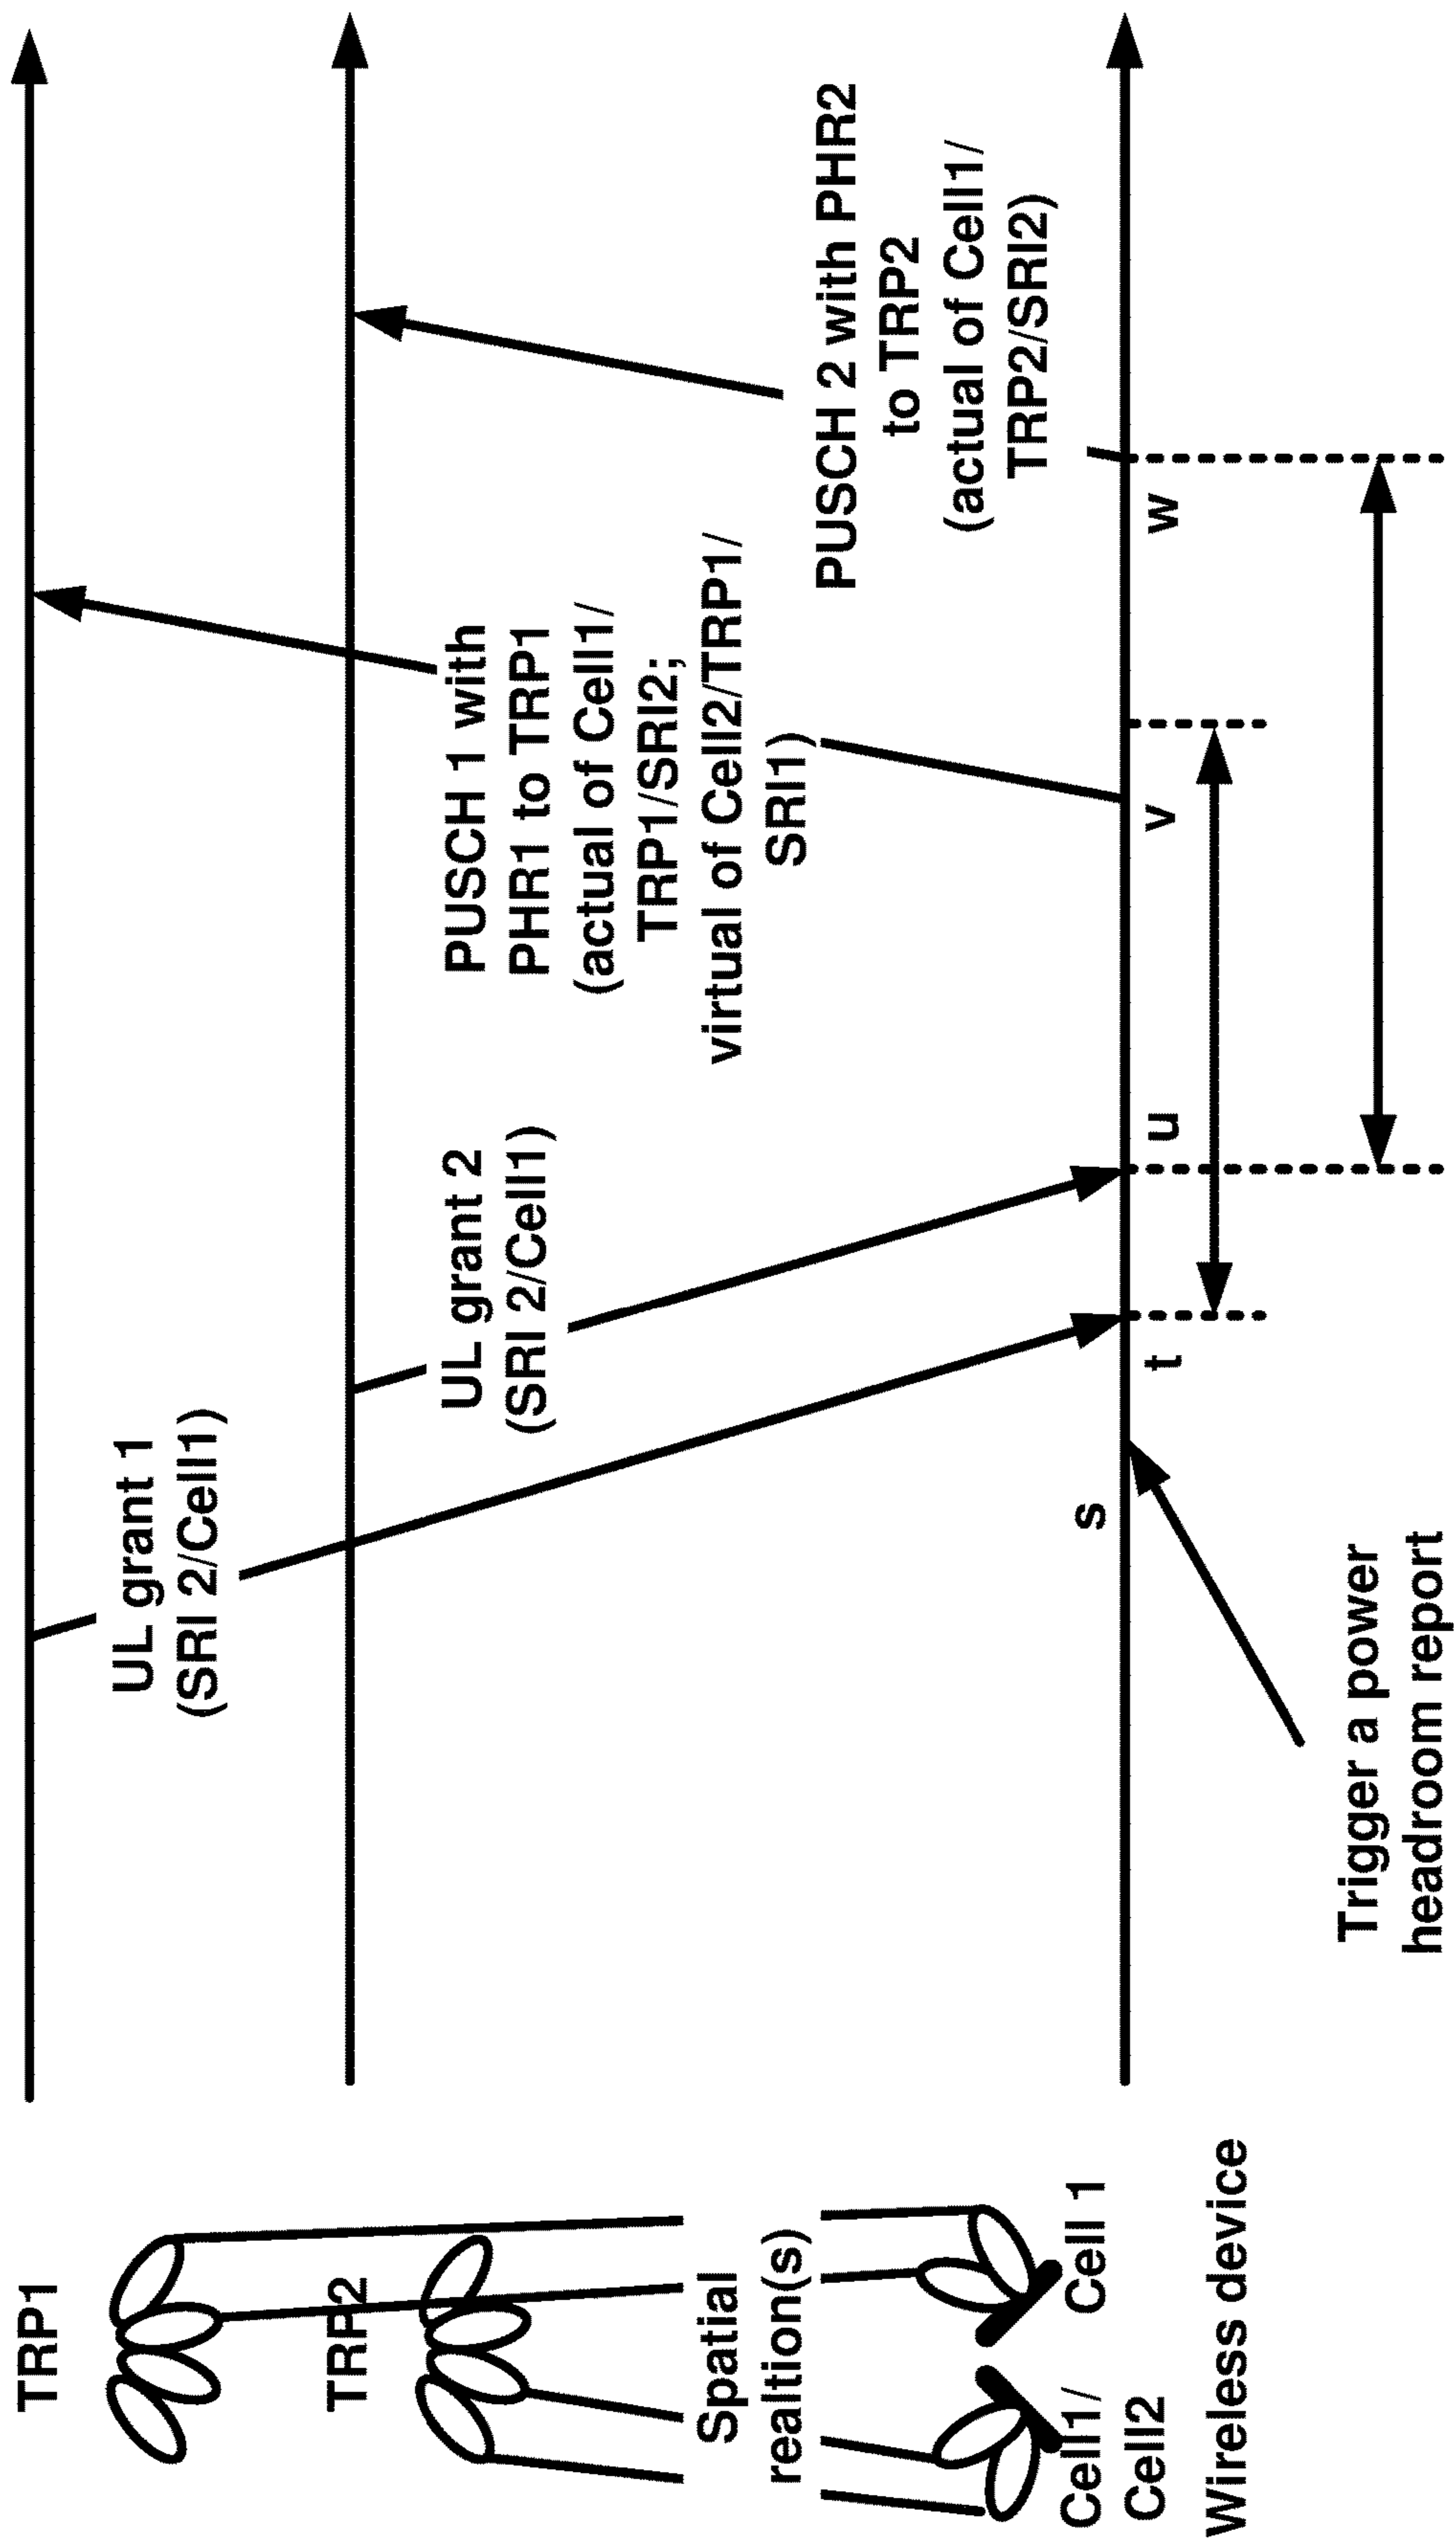 TRP1
UL grant 1
(SRI 2/Cell1)
TRP2
UL grant 2
(SRI 2/Cell1)
PUSCH 1 with
PHR1 to TRP1
(actual of Cell1/
TRP1/SRI2;
virtual of Cell2/TRP1/
SRI1)
PUSCH 2 with PHR2
to TRP2
(actual of Cell1/
TRP2/SRI2)
Spatial
realtion(s)
Cell1/
Cell2
Cell 1
Wireless device
s
t
u
v
w
Trigger a power
headroom report